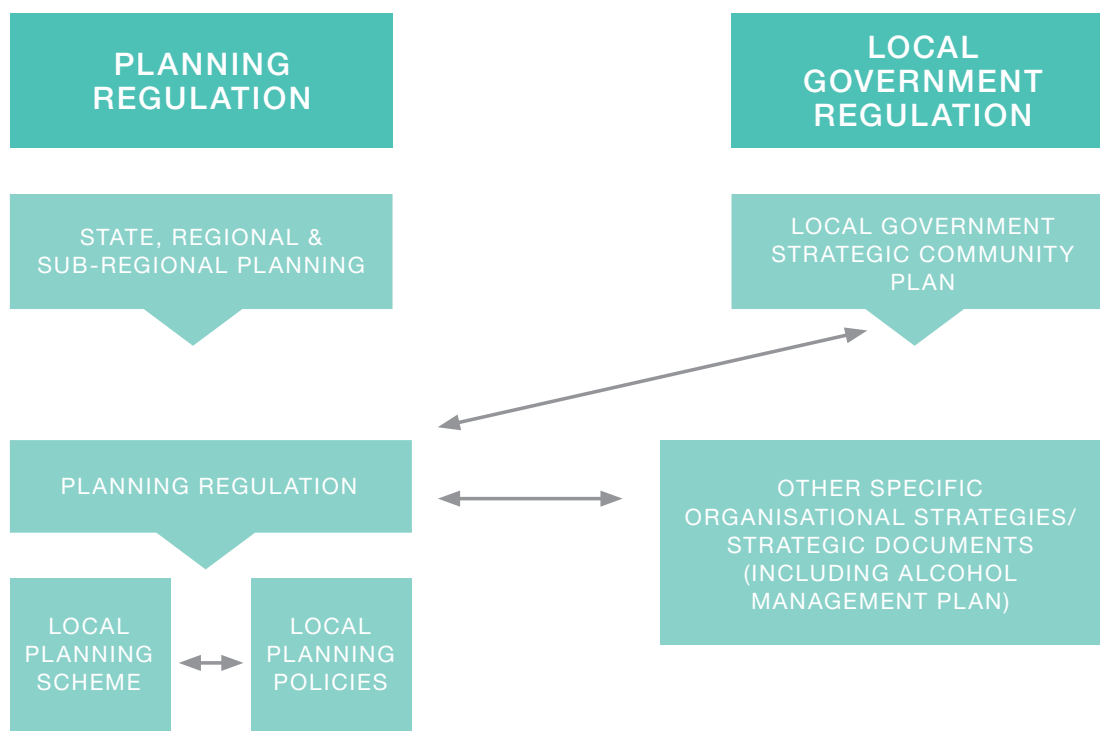 PLANNING
REGULATION
LOCAL
GOVERNMENT
REGULATION
STATE, REGIONAL &
SUB-REGIONAL PLANNING
LOCAL GOVERNMENT
STRATEGIC COMMUNITY
PLAN
PLANNING REGULATION
OTHER SPECIFIC
ORGANISATIONAL STRATEGIES/
STRATEGIC DOCUMENTS
(INCLUDING ALCOHOL
MANAGEMENT PLAN)
LOCAL
PLANNING
SCHEME
LOCAL
PLANNING
POLICIES